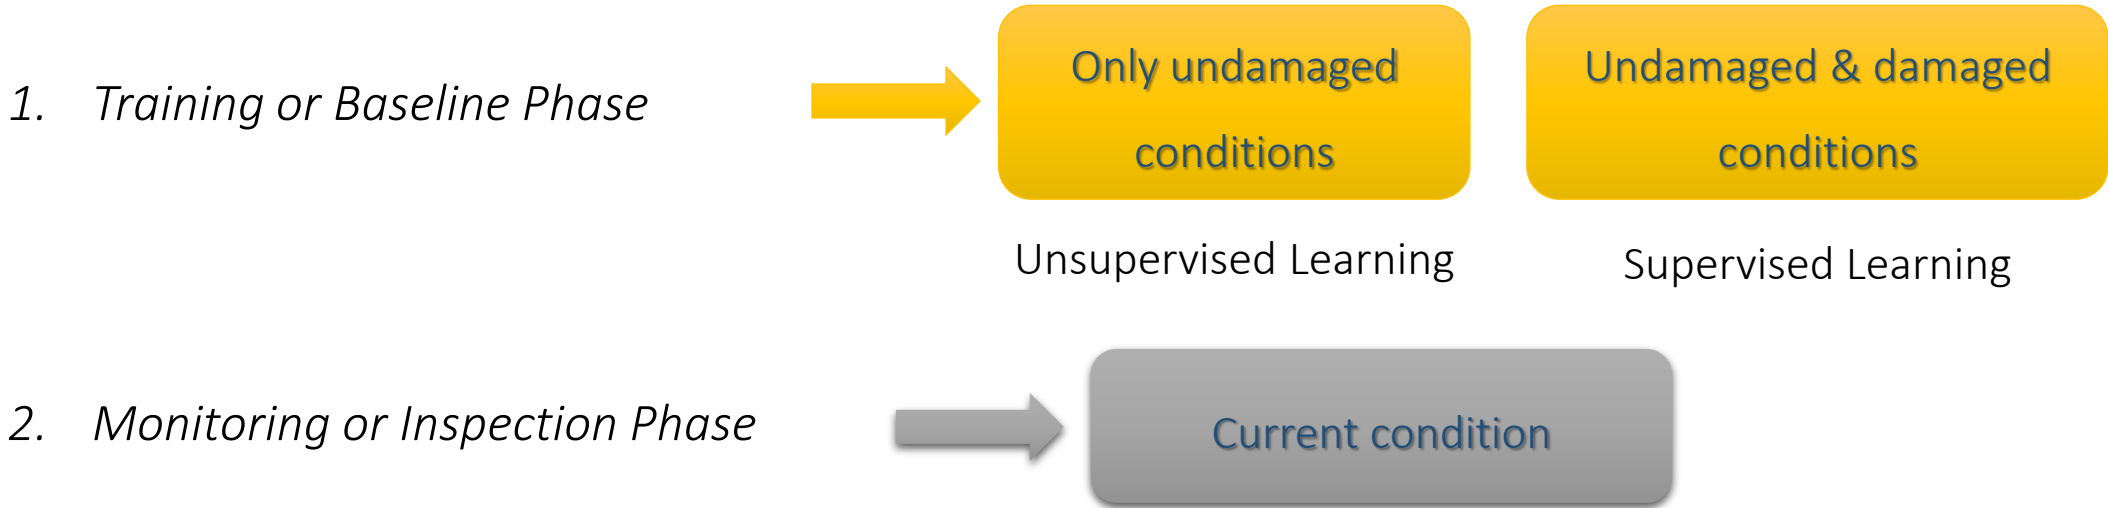 1. Training or Baseline Phase
Only undamaged
conditions
Undamaged & damaged
conditions
Unsupervised Learning
Supervised Learning
2. Monitoring or Inspection Phase
Current condition